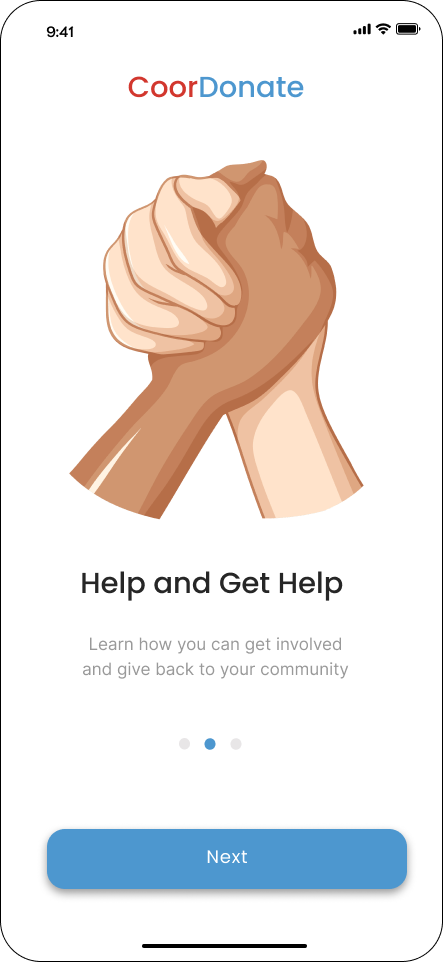 9:41
CoorDonate
Help and Get Help
Learn how you can get involved
and give back to your community
Next